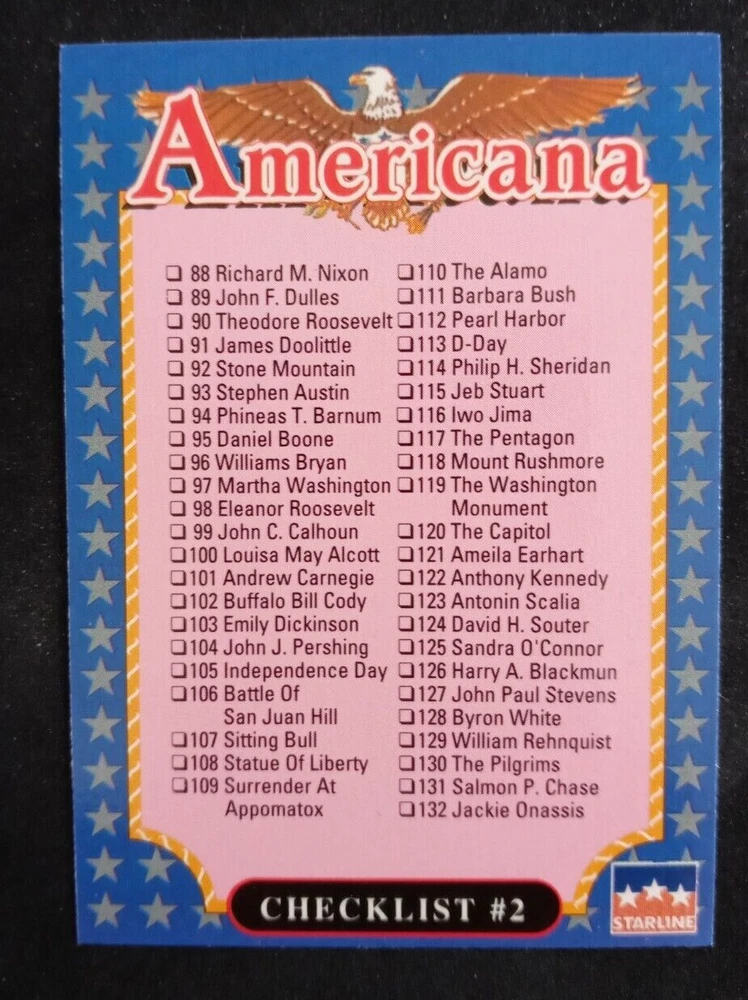 Americana
❏ 88 Richard M. Nixon
❏ 89 John F. Dulles
❏ 90 Theodore Roosevelt
❏ 91 James Doolittle
❏ 92 Stone Mountain
❏ 93 Stephen Austin
❏ 94 Phineas T. Barnum
❏ 95 Daniel Boone
❏ 96 Williams Bryan
❏ 97 Martha Washington
❏ 98 Eleanor Roosevelt
❏ 99 John C. Calhoun
❏100 Louisa May Alcott
❏101 Andrew Carnegie
❏102 Buffalo Bill Cody
❏103 Emily Dickinson
❏104 John J. Pershing
❏105 Independence Day
❏106 Battle Of
San Juan Hill
❏107 Sitting Bull
❏108 Statue Of Liberty
❏109 Surrender At
Appomatox
❏110 The Alamo
❏111 Barbara Bush
❏112 Pearl Harbor
❏113 D-Day
❏114 Philip H. Sheridan
❏115 Jeb Stuart
❏116 Iwo Jima
❏117 The Pentagon
❏118 Mount Rushmore
❏119 The Washington
Monument
❏120 The Capitol
❏121 Ameila Earhart
❏122 Anthony Kennedy
❏123 Antonin Scalia
❏124 David H. Souter
❏125 Sandra O'Connor
❏126 Harry A. Blackmun
❏127 John Paul Stevens
❏128 Byron White
❏129 William Rehnquist
❏130 The Pilgrims
❏131 Salmon P. Chase
❏132 Jackie Onassis
CHECKLIST #2
STARLINE